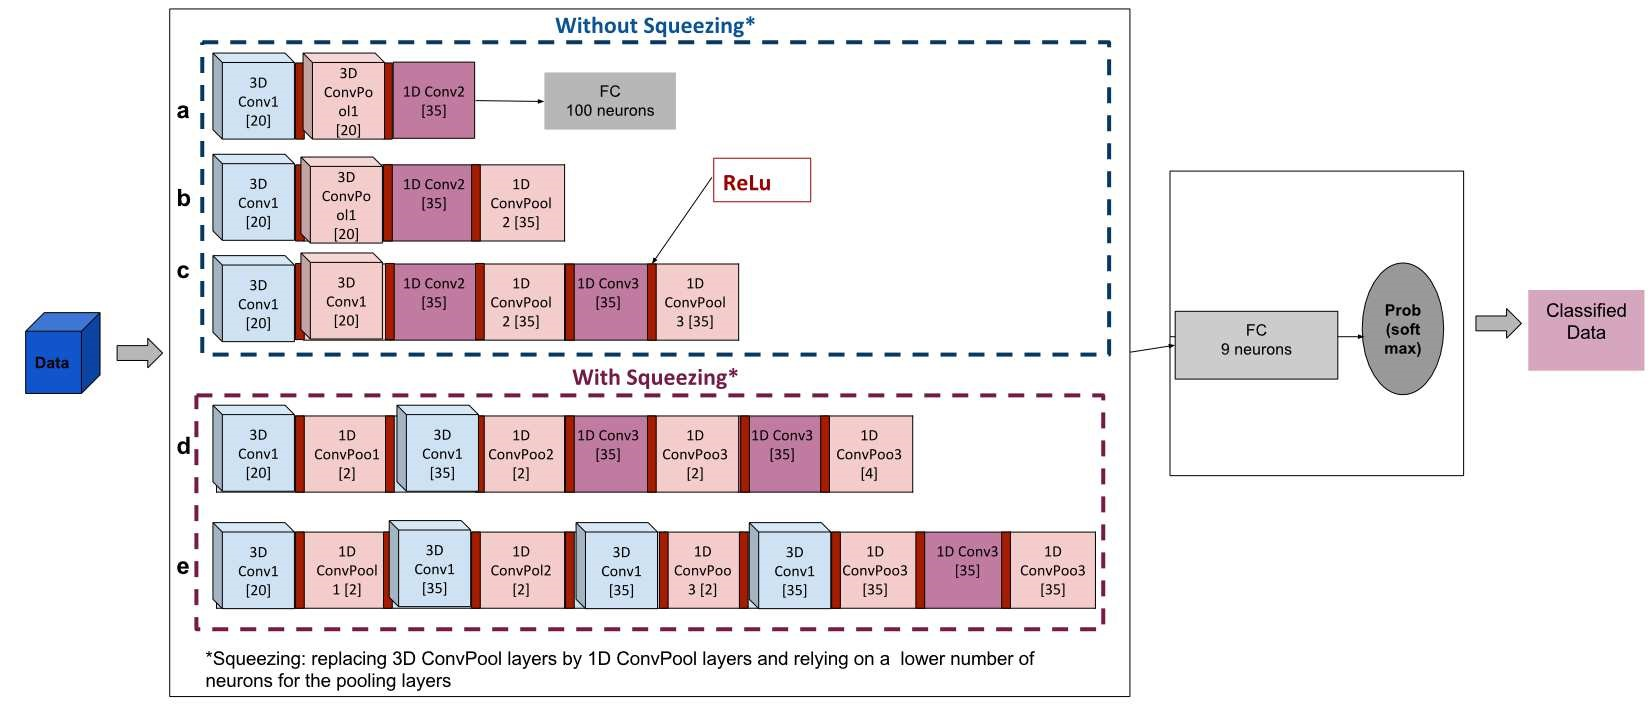 Without Squeezing*
a
3D
Conv1
[20]
3D
ConvPo
ol1
[20]
1D Conv2
[35]
FC
100 neurons
b
3D
Conv1
[20]
3D
ConvPo
ol1
[20]
1D Conv2
[35]
1D
ConvPool
2 [35]
ReLu
c
3D
Conv1
[20]
3D
Conv1
[20]
1D Conv2
[35]
1D
ConvPool
2 [35]
1D Conv3
[35]
1D
ConvPool
3 [35]
Data
With Squeezing*
d
3D
Conv1
[20]
1D
ConvPoo1
[2]
3D
Conv1
[35]
1D
ConvPoo2
[2]
1D Conv3
[35]
1D
ConvPoo3
[2]
1D Conv3
[35]
1D
ConvPoo3
[4]
e
3D
Conv1
[20]
1D
ConvPool
1 [2]
3D
Conv1
[35]
1D
ConvPol2
[2]
3D
Conv1
[35]
1D
ConvPoo
3 [2]
3D
Conv1
[35]
1D
ConvPoo3
[35]
1D Conv3
[35]
1D
ConvPoo3
[35]
*Squeezing: replacing 3D ConvPool layers by 1D ConvPool layers and relying on a lower number of
neurons for the pooling layers
FC
9 neurons
Prob
(soft
max)
Classified
Data